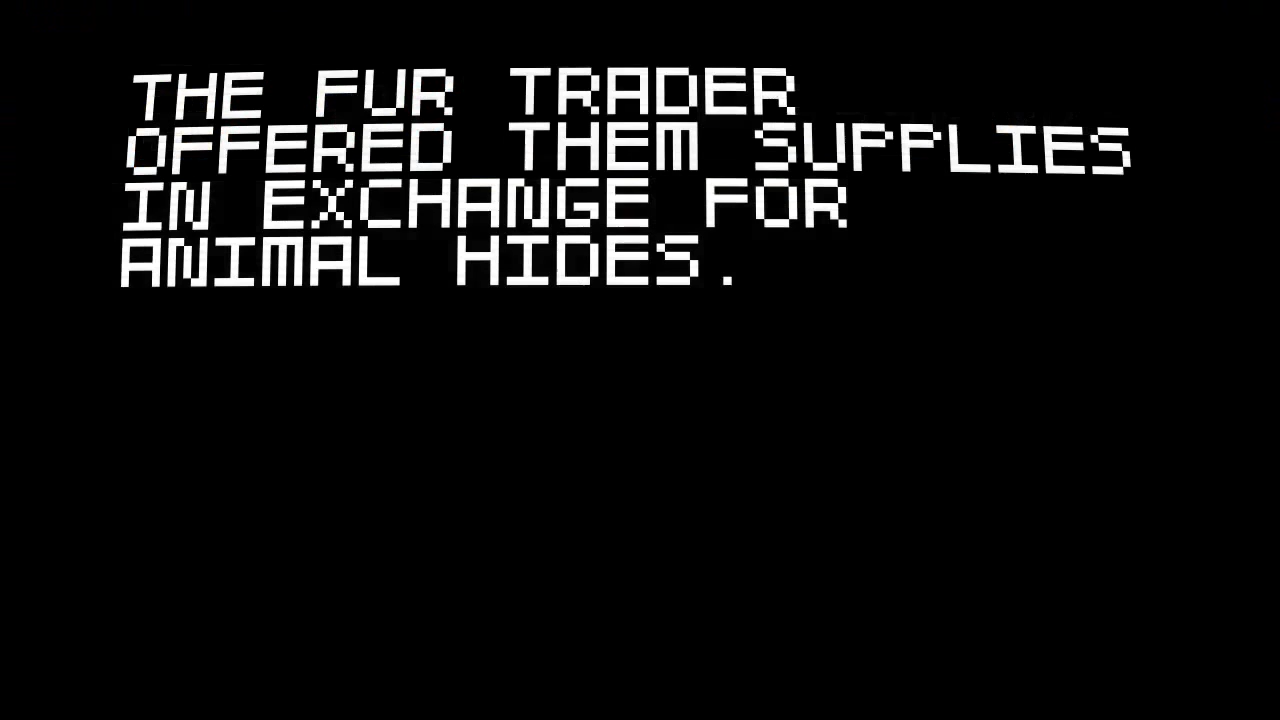 THE FUR TRADER
OFFERED THEM SUPPLIES
IN EXCHANGE FOR
ANIMAL HIDES.